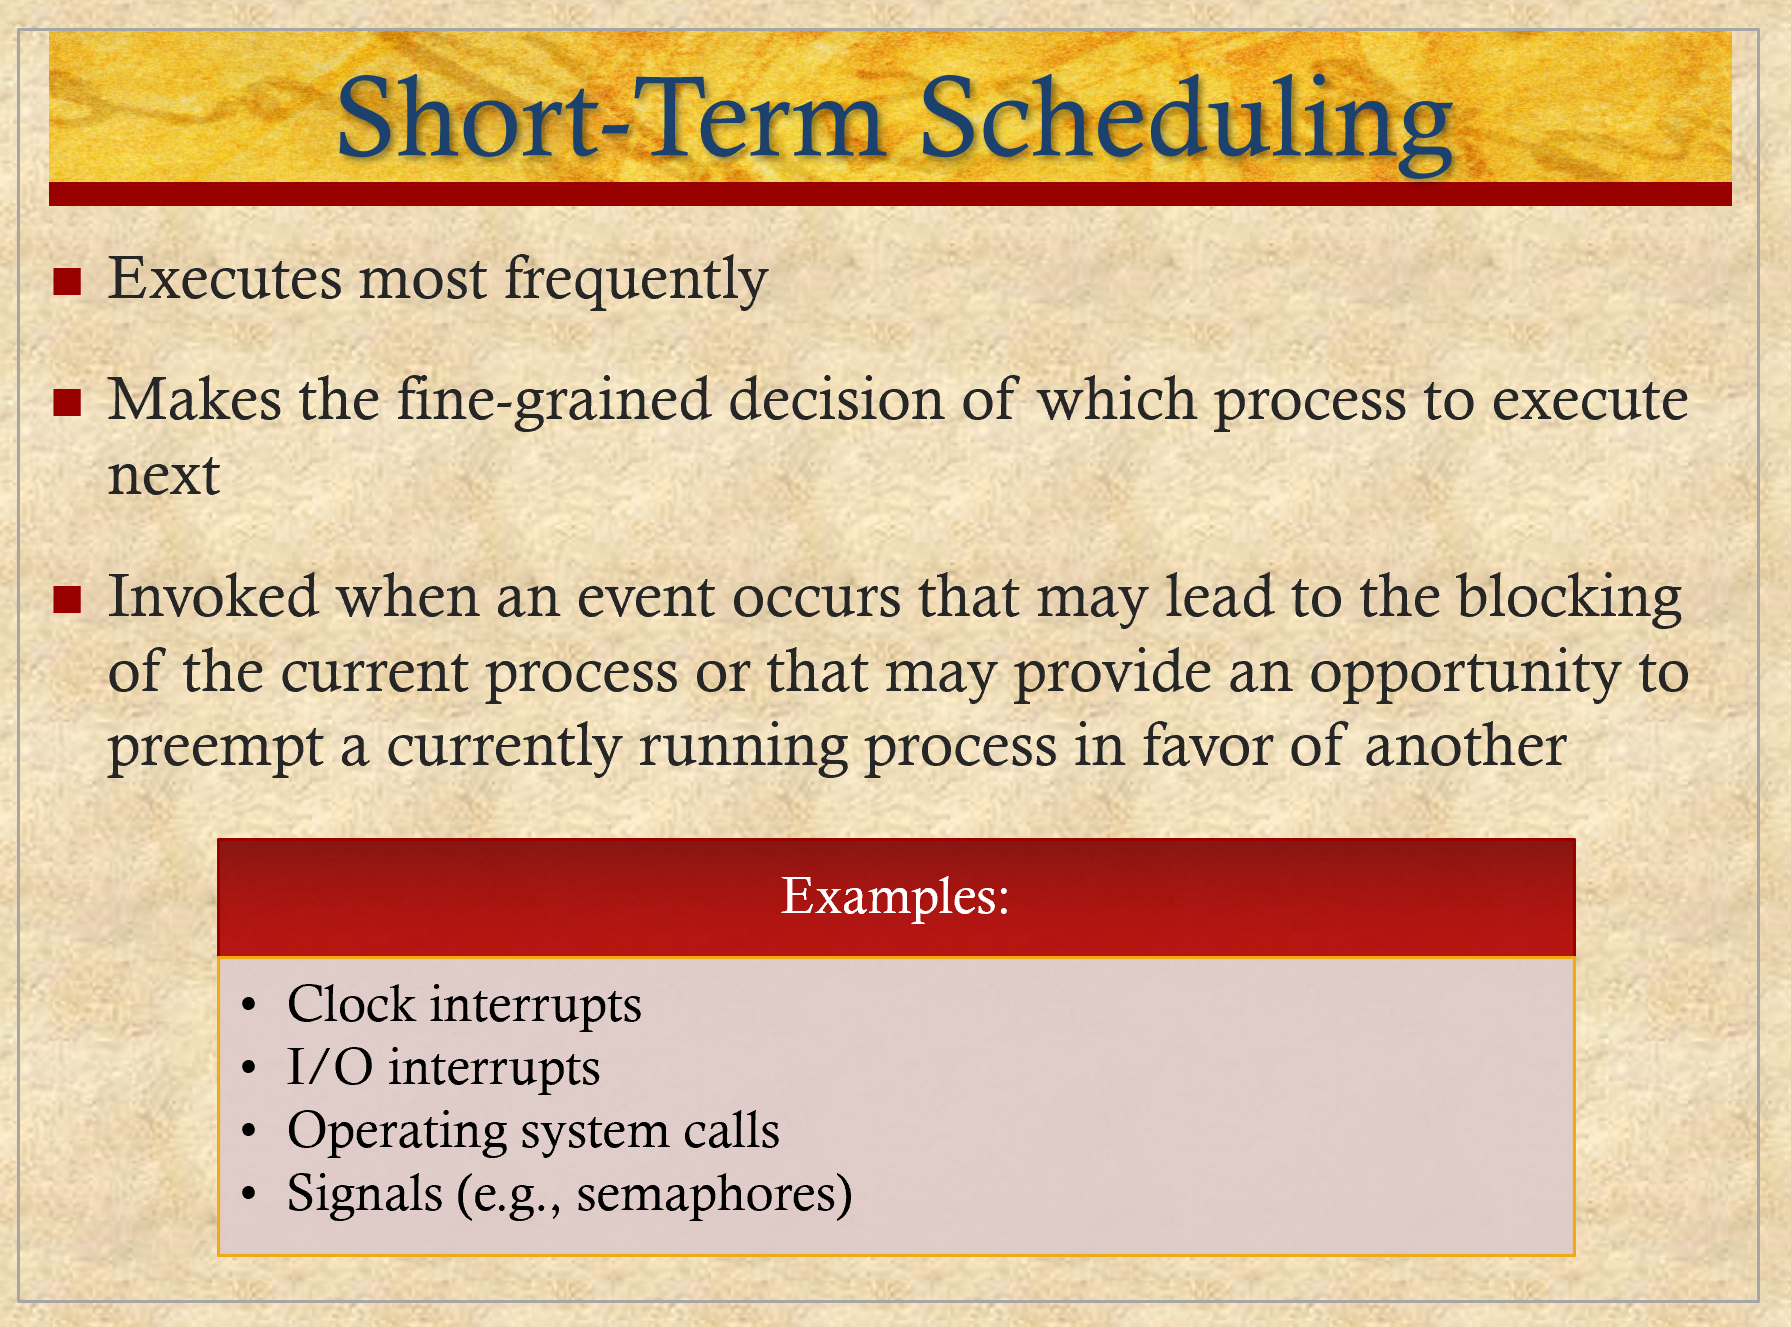 Short-Term Scheduling
■ Executes most frequently
■ Makes the fine-grained decision of which process to execute
next
■ Invoked when an event occurs that may lead to the blocking
of the current process or that may provide an opportunity to
preempt a currently running process in favor of another
Examples:
• Clock interrupts
• I/O interrupts
• Operating system calls
• Signals (e.g., semaphores)